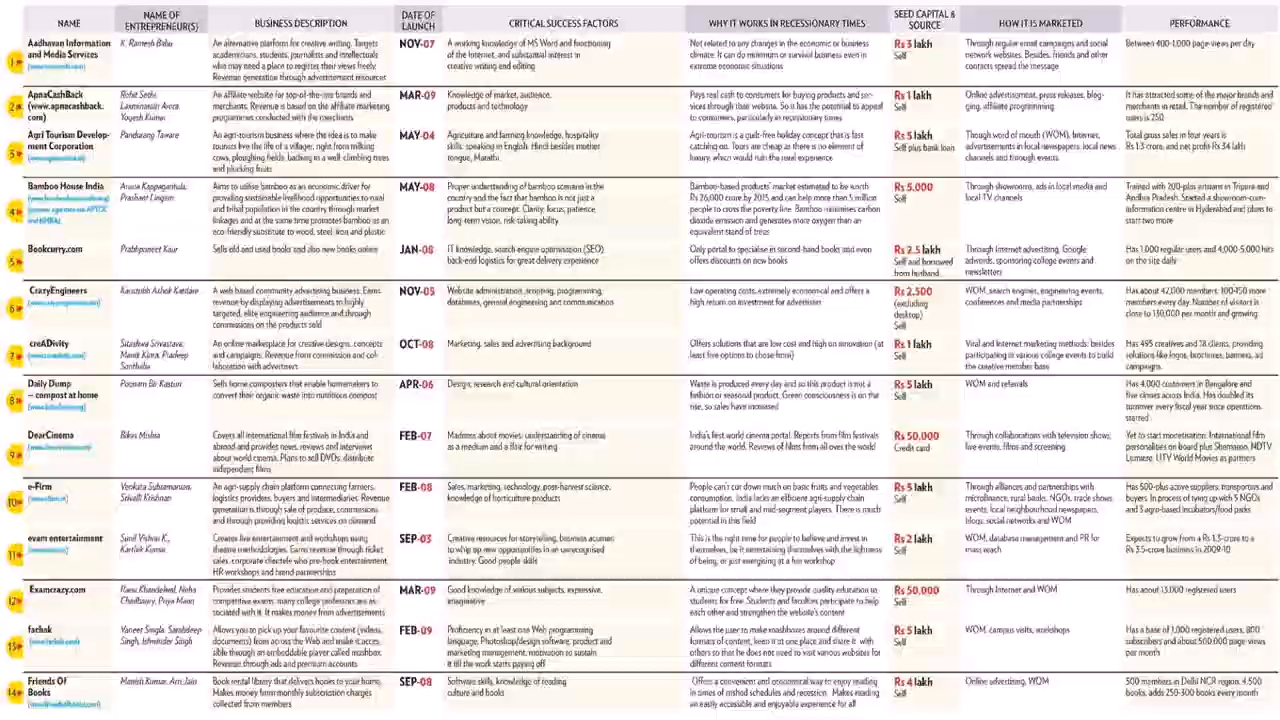 NAME
NAME OF
ENTREPRENEUR(S)
BUSINESS DESCRIPTION
DATE OF
LAUNCH
CRITICAL SUCCESS FACTORS
WHY IT WORKS IN RECESSIONARY TIMES
SEED CAPITAL &
SOURCE
HOW IT IS MARKETED
PERFORMANCE
1
Aadhavan Information
and Media Services
K. Ramesh Babu
An alternative platform for creative writing. Targets
academicians, students, journalists and intellectuals
who may need a place to register their views freely.
Revenue generation through advertisement resources
NOV-07
A working knowledge of MS Word and functioning
of the Internet, and substantial interest in
creative writing and editing
Not related to any changes in the economic or business
climate. It can do minimum or survival business even in
extreme economic situations
Rs 3 lakh
Self
Through regular email campaigns and social
network websites. Besides, friends and other
contacts spread the message
Between 400-1,000 page-views per day
2
ApnaCashBack
(www.apnacashback.
com)
Rohit Sethi,
Laxminarain Arora,
Yogesh Kumar
An affiliate website for top-of-the-line brands and
merchants. Revenue is based on the affiliate marketing
programmes conducted with the merchants
MAR-09
Knowledge of market, audience,
products and technology
Pays real cash to consumers for buying products and ser-
vices through their website. So it has the potential to appeal
to consumers, particularly in recessionary times
Rs 1 lakh
Self
Online advertisement, press releases, blog-
ging, affiliate programming
It has attracted some of the major brands and
merchants in retail. The number of registered
users is 250
3
Agri Tourism Develop-
ment Corporation
Pandurang Taware
An agri-tourism business where the idea is to make
tourists live the life of a village; right from milking
cows, ploughing fields, bathing in a well, climbing trees
and plucking fruits
MAY-04
Agriculture and farming knowledge, hospitality
skills; speaking in English, Hindi besides mother
tongue, Marathi
Agri-tourism is a guilt-free holiday concept that is fast
catching on. Tours are cheap as there is no element of
luxury, which would ruin the rural experience
Rs 5 lakh
Self plus bank loan
Though word of mouth (WOM), Internet,
advertisements in local newspapers, local news
channels and through events.
Total gross sales in four years is
Rs 1.3 crore, and net profit Rs 34 lakh
4
Bamboo House India
Aruna Kappagantula,
Prashant Lingam
Aims to utilise bamboo as an economic driver for
providing sustainable livelihood opportunities to rural
and tribal population in the country through market
linkages and at the same time promoted bamboo as an
eco-friendly substitute to wood, steel, iron and plastic
MAY-08
Proper understanding of bamboo scenario in the
country and the fact that bamboo is not just a
product but a concept. Clarity, focus, patience,
long-term vision, risk-taking ability
Bamboo-based products' market estimated to be worth
Rs 26,000 crore by 2015 and can help more than 5 million
people to cross the poverty line. Bamboo minimises carbon
dioxide emission and generates more oxygen than an
equivalent stand of trees
Rs 5,000
Self
Through showrooms, ads in local media and
local TV channels
Trained with 200-plus artisans in Tripura and
Andhra Pradesh. Started a showroom-cum-
information centre in Hyderabad and plans to
start two more
5
Bookcurry.com
Prabhpreneet Kaur
Sells old and used books and also new books online
JAN-08
IT knowledge, search engine optimisation (SEO)
back-end logistics for great delivery experience
Only portal to specialise in second-hand books and even
offers discounts on new books
Rs 2.5 lakh
Self and borrowed
from husband
Through Internet advertising, Google
adwords, sponsoring college events and
newsletters
Has 1,000 regular users and 4,000-5,000 hits
on the site daily
6
CrazyEngineers
Kaustubh Ashok Katdare
A web based community advertising business. Earns
revenue by displaying advertisements to highly
targeted, elite engineering audience and through
commissions on the products sold
NOV-05
Website administration, scripting, programming,
databases, general engineering and communication
Low operating costs, extremely economical and offers a
high return on investment for advertiser
Rs 2,500
(excluding
desktop)
Self
WOM, search engines, engineering events,
conferences and media partnerships
Has about 42,000 members; 100-150 more
members every day. Number of visitors is
close to 130,000 per month and growing
7
creADivity
Sitashwa Srivastava,
Manik Kinra, Pradeep
Santhalia
An online marketplace for creative designs, concepts
and campaigns. Revenue from commission and col-
laboration with advertisers
OCT-08
Marketing, sales and advertising background
Offers solutions that are low cost and high on innovation (at
least five options to chose from)
Rs 1 lakh
Self
Viral and Internet marketing methods; besides
participating in various college events to build
the creative member base
Has 495 creatives and 18 clients, providing
solutions like logos, brochures, banners, ad
campaigns.
8
Daily Dump
– compost at home
Poonam Bir Kasturi
Sells home composters that enable homemakers to
convert their organic waste into nutritious compost
APR-06
Design, research and cultural orientation
Waste is produced every day and so this product is not a
fashion or seasonal product. Green consciousness is on the
rise, so sales have increased
Rs 5 lakh
Self
WOM and referrals
Has 4,000 customers in Bangalore and
five clones across India. Has doubled its
turnover every fiscal year since operations
started
9
DearCinema
Bikas Mishra
Covers all international film festivals in India and
abroad and provides news, reviews and interviews
about world cinema. Plans to sell DVDs, distribute
independent films
FEB-07
Madness about movies, understanding of cinema
as a medium and a flair for writing
India's first world cinema portal. Reports from film festivals
around the world. Reviews of films from all over the world
Rs 50,000
Credit card
Through collaborations with television shows,
live events, films and screening
Yet to start monetisation. International film
personalities on board plus Shemaroo, NDTV
Lumiere, UTV World Movies as partners
10
e-Firm
Venkata Subramanian,
Srivalli Krishnan
An agri-supply chain platform connecting farmers,
logistics providers, buyers and intermediaries. Revenue
generation is through sale of produce, commissions
and through providing logistic services on demand
FEB-08
Sales, marketing, technology, post-harvest science,
knowledge of horticulture products
People can't cut down much on basic fruits and vegetables
consumption. India lacks an efficient agri-supply chain
platform for small and mid-segment players. There is much
potential in this field
Rs 5 lakh
Self
Through alliances and partnerships with
microfinance, rural banks, NGOs, trade shows
events, local neighbourhood newspapers,
blogs, social networks and WOM
Has 500-plus active suppliers, transporters and
buyers. In process of tying up with 5 NGOs
and 3 agro-based incubators/food parks
11
evam entertainment
Sunil Vishnu K.,
Karthik Kumar
Creates live entertainment and workshops using
theatre methodologies. Earns revenue through ticket
sales, corporate clientele who pre-book entertainment,
HR workshops and brand partnerships
SEP-03
Creative resources for storytelling, business acumen
to whip up new opportunities in an unrecognised
industry. Good people skills
This is the right time for people to believe and invest in
themselves, be it entertaining themselves with the lightness
of being, or just energising at a fun workshop
Rs 2 lakh
Self
WOM, database management and PR for
mass reach
Expects to grow from a Rs 1.3-crore to a
Rs 3.5-crore business in 2009-10
12
Examcrazy.com
Ranu Khandelwal, Neha
Chaudhary, Priya Mann
Provides students free education and preparation of
competitive exams; many college professors are as-
sociated with it. It makes money from advertisements
MAR-09
Good knowledge of various subjects, expressive,
imaginative
A unique concept where they provide quality education to
students for free. Students and faculties participate to help
each other and strengthen the website's content
Rs 50,000
Self
Through Internet and WOM
Has about 13,000 registered users
13
fachak
Vaneer Singla, Sarabdeep
Singh, Ishwinder Singh
Allows you to pick up your favourite content (videos,
documents) from across the Web and make it acces-
sible through an embeddable player called mashbox.
Revenue through ads and premium accounts
FEB-09
Proficiency in at least one Web programming
language, Photoshop/design software, product and
marketing management, motivation to sustain
it till the work starts paying off
Allows the user to make mashboxes around different
formats of content, keep it at one place and share it with
others so that he does not need to visit various websites for
different content formats
Rs 5 lakh
Self
WOM, campus visits, workshops
Has a base of 1,000 registered users, 800
subscribers and about 500,000 page views
per month
14
Friends Of
Books
Manish Kumar, Arti Jain
Book rental library that delivers books to your home.
Makes money from monthly subscription charges
collected from members
SEP-08
Software skills, knowledge of reading
culture and books
Offers a convenient and economical way to enjoy reading
in times of rushed schedules and recession. Makes reading
an easily accessible and enjoyable experience for all
Rs 4 lakh
Self
Online advertising, WOM
500 members in Delhi NCR region, 4,500
books, adds 250-300 books every month